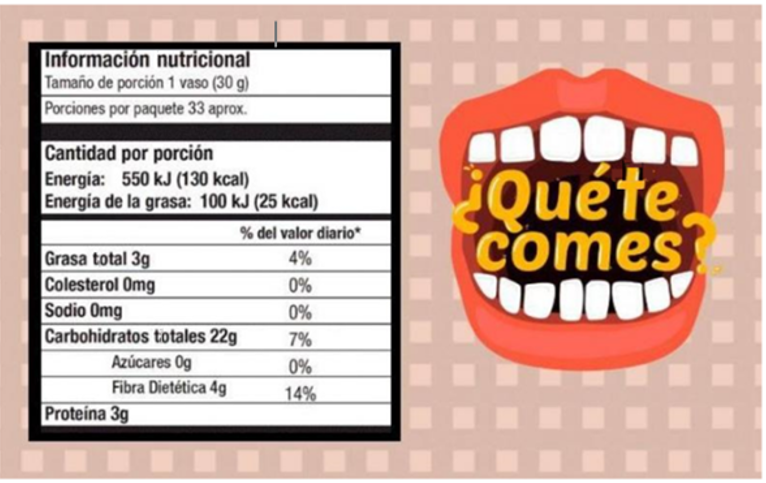 Información nutricional
Tamaño de porción 1 vaso (30 g)
Porciones por paquete 33 aprox.
Cantidad por porción
Energía: 550 kJ (130 kcal)
Energía de la grasa: 100 kJ (25 kcal)
% del valor diario*
Grasa total 3g 4%
Colesterol 0mg 0%
Sodio 0mg 0%
Carbohidratos totales 22g 7%
Azúcares 0g 0%
Fibra Dietética 4g 14%
Proteína 3g
¿Quéte
comes?